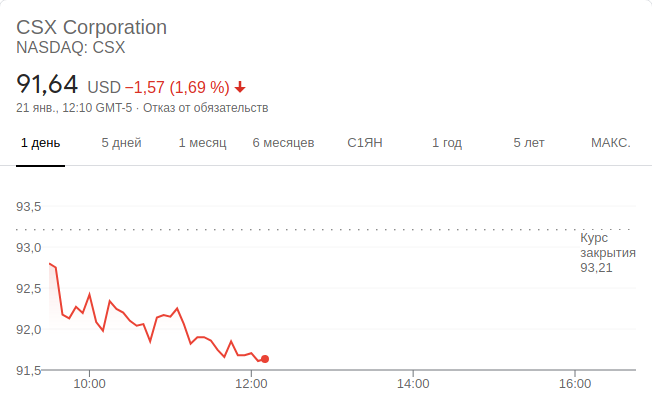 CSX Corporation
NASDAQ: CSX
91,64 USD −1,57 (1,69 %)
21 янв., 12:10 GMT-5 · Отказ от обязательств
1 день 5 дней 1 месяц 6 месяцев С1ЯН 1 год 5 лет МАКС.
93,5
Курс
закрытия
93,21
93,0
92,5
92,0
91,5
10:00 12:00 14:00 16:00